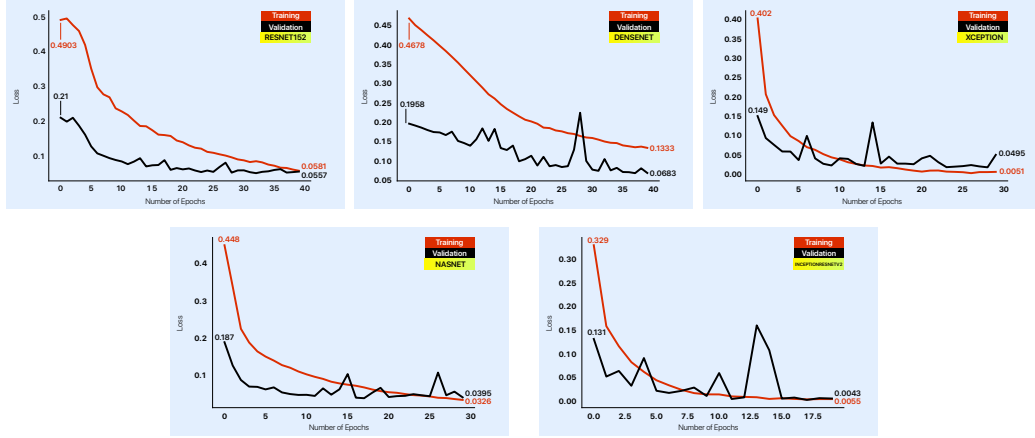 0.5
0.4
0.3
0.2
0.1
Loss
0.4903
0.21
Training
Validation
RESNET152
0.0581
0.0557
0 5 10 15 20 25 30 35 40
Number of Epochs
0.45
0.40
0.35
0.30
0.25
0.20
0.15
0.10
0.05
Loss
0.4678
0.1958
Training
Validation
DENSENET
0.1333
0.0683
0 5 10 15 20 25 30 35 40
Number of Epochs
0.40
0.35
0.30
0.25
0.20
0.15
0.10
0.05
0.00
Loss
0.402
0.149
Training
Validation
XCEPTION
0.0495
0.0051
0 5 10 15 20 25 30
Number of Epochs
0.4
0.3
0.2
0.1
Loss
0.448
0.187
Training
Validation
NASNET
0.0395
0.0326
0 5 10 15 20 25 30
Number of Epochs
0.30
0.25
0.20
0.15
0.10
0.05
0.00
Loss
0.329
0.131
Training
Validation
INCEPTIONRESNETV2
0.0043
0.0055
0.0 2.5 5.0 7.5 10.0 12.5 15.0 17.5
Number of Epochs